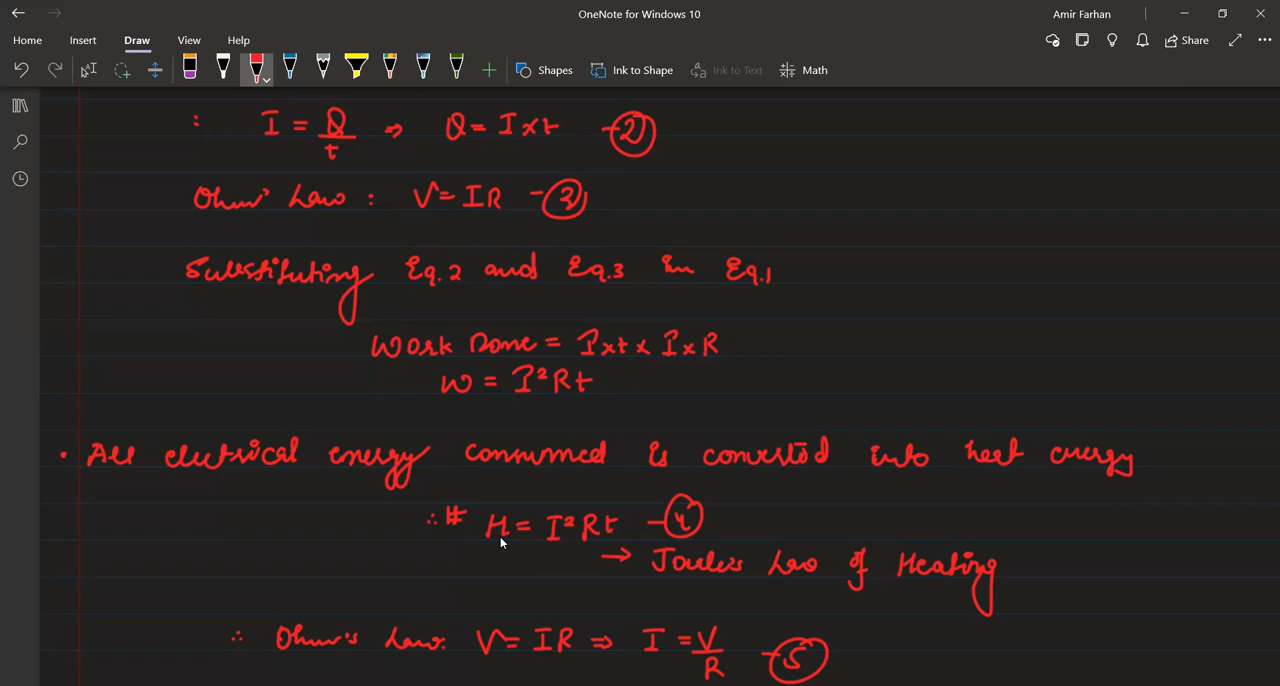 OneNote for Windows 10
Amir Farhan
Home Insert Draw View Help
Share
Shapes Ink to Shape Ink to Text Math
: I = Q/t ⇒ Q = I x t - 2
Ohm's Law : V = IR - 3
Substituting Eq.2 and Eq.3 in Eq.1
Work Done = I x t x I x R
W = I²Rt
· All electrical energy consumed is converted into heat energy
∴ H H = I²Rt - 4
→ Joule's Law of Heating
∴ Ohm's Law. V = IR ⇒ I = V/R - 5